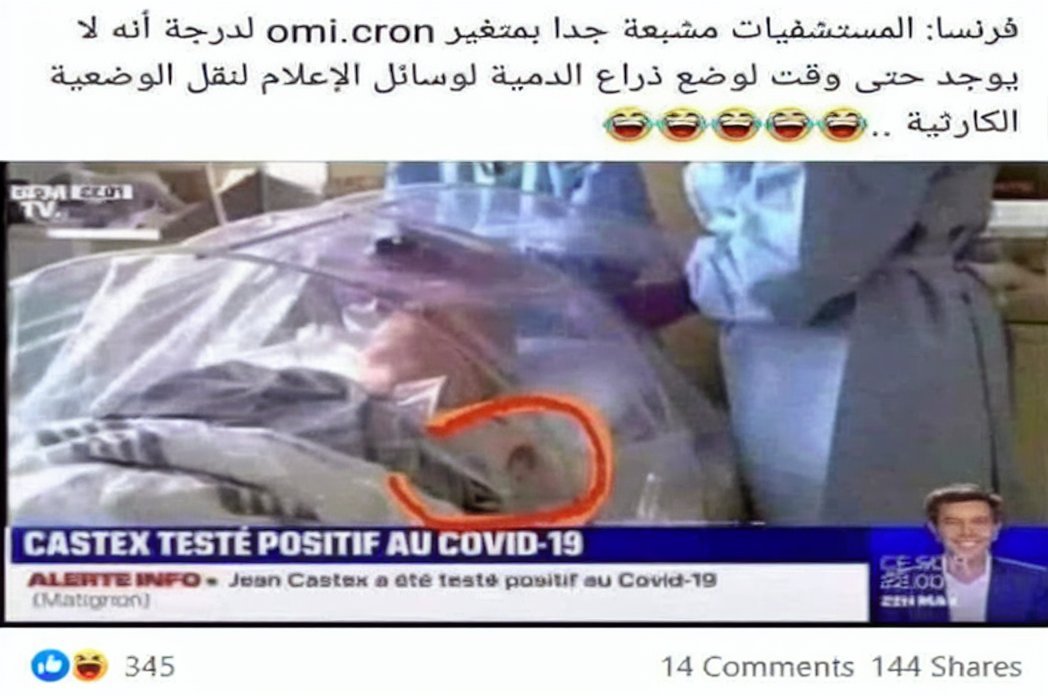 فرنسا: المستشفيات مشبعة جدا بمتغير omi.cron لدرجة أنه لا
يوجد حتى وقت لوضع ذراع الدمية لوسائل الإعلام لنقل الوضعية
الكارثية ..😂😂😂😂😂
BFM
TV.
CASTEX TESTÉ POSITIF AU COVID-19
ALERTE INFO • Jean Castex a été testé positif au Covid-19
(Matignon)
CE SOIR
345
14 Comments 144 Shares